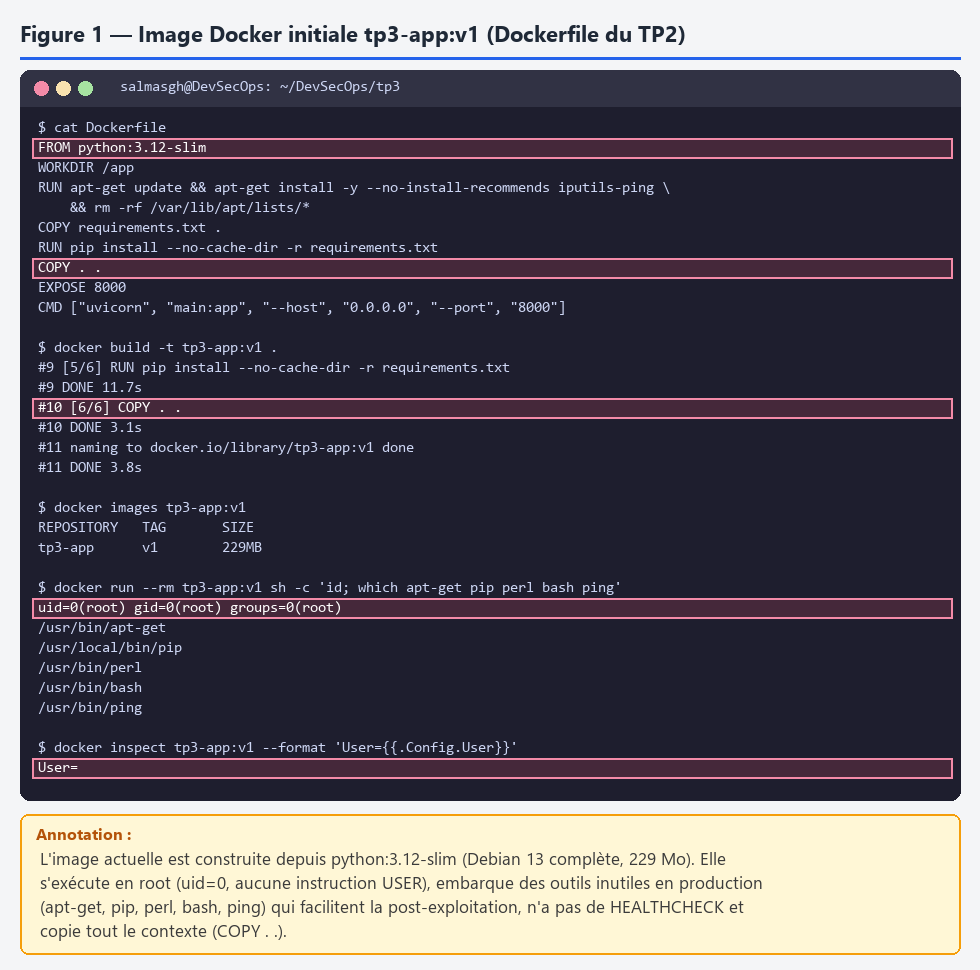 Figure 1 — Image Docker initiale tp3-app:v1 (Dockerfile du TP2)
salmasgh@DevSecOps: ~/DevSecOps/tp3
$ cat Dockerfile
FROM python:3.12-slim
WORKDIR /app
RUN apt-get update && apt-get install -y --no-install-recommends iputils-ping \
    && rm -rf /var/lib/apt/lists/*
COPY requirements.txt .
RUN pip install --no-cache-dir -r requirements.txt
COPY . .
EXPOSE 8000
CMD ["uvicorn", "main:app", "--host", "0.0.0.0", "--port", "8000"]
$ docker build -t tp3-app:v1 .
#9 [5/6] RUN pip install --no-cache-dir -r requirements.txt
#9 DONE 11.7s
#10 [6/6] COPY . .
#10 DONE 3.1s
#11 naming to docker.io/library/tp3-app:v1 done
#11 DONE 3.8s
$ docker images tp3-app:v1
REPOSITORY   TAG       SIZE
tp3-app      v1        229MB
$ docker run --rm tp3-app:v1 sh -c 'id; which apt-get pip perl bash ping'
uid=0(root) gid=0(root) groups=0(root)
/usr/bin/apt-get
/usr/local/bin/pip
/usr/bin/perl
/usr/bin/bash
/usr/bin/ping
$ docker inspect tp3-app:v1 --format 'User={{.Config.User}}'
User=
Annotation :
L'image actuelle est construite depuis python:3.12-slim (Debian 13 complète, 229 Mo). Elle
s'exécute en root (uid=0, aucune instruction USER), embarque des outils inutiles en production
(apt-get, pip, perl, bash, ping) qui facilitent la post-exploitation, n'a pas de HEALTHCHECK et
copie tout le contexte (COPY . .).